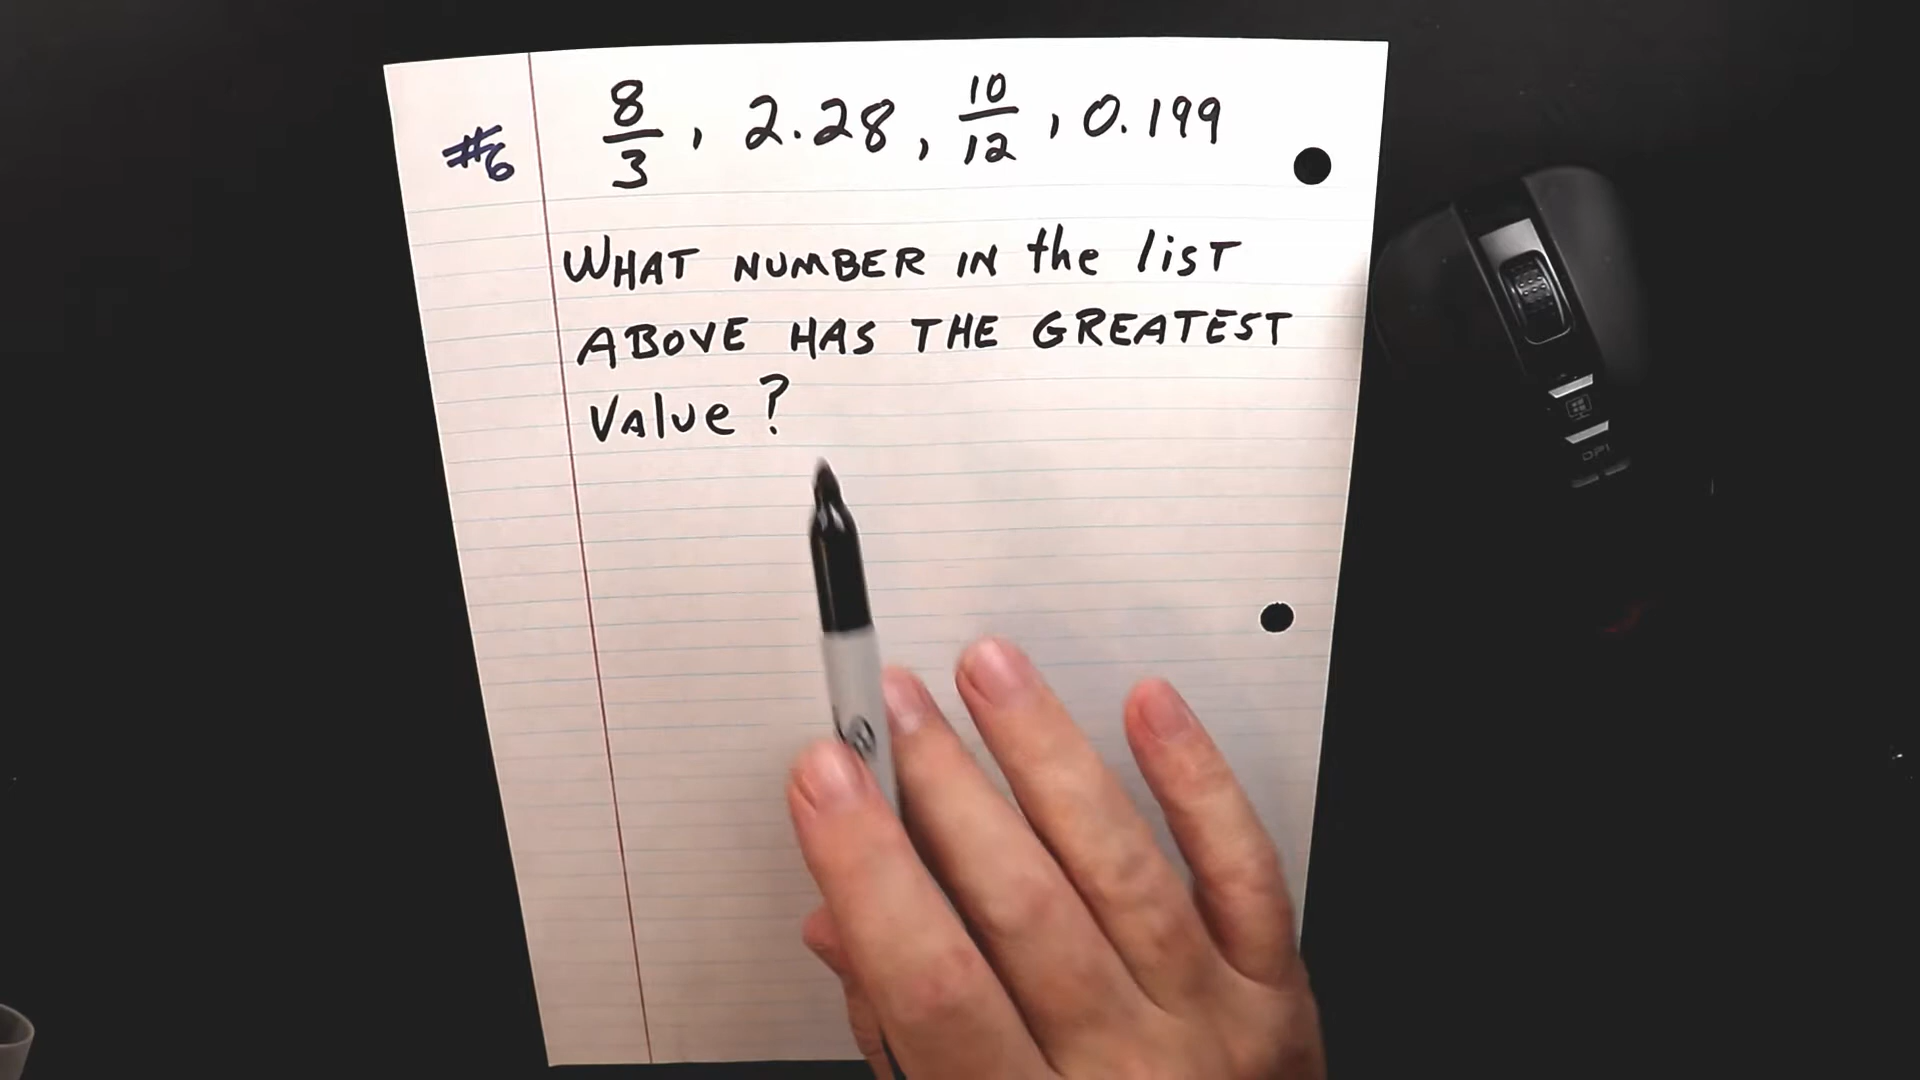 #6
8/3, 2.28, 10/12, 0.199
WHAT NUMBER IN the list
ABOVE HAS THE GREATEST
Value?
DPI